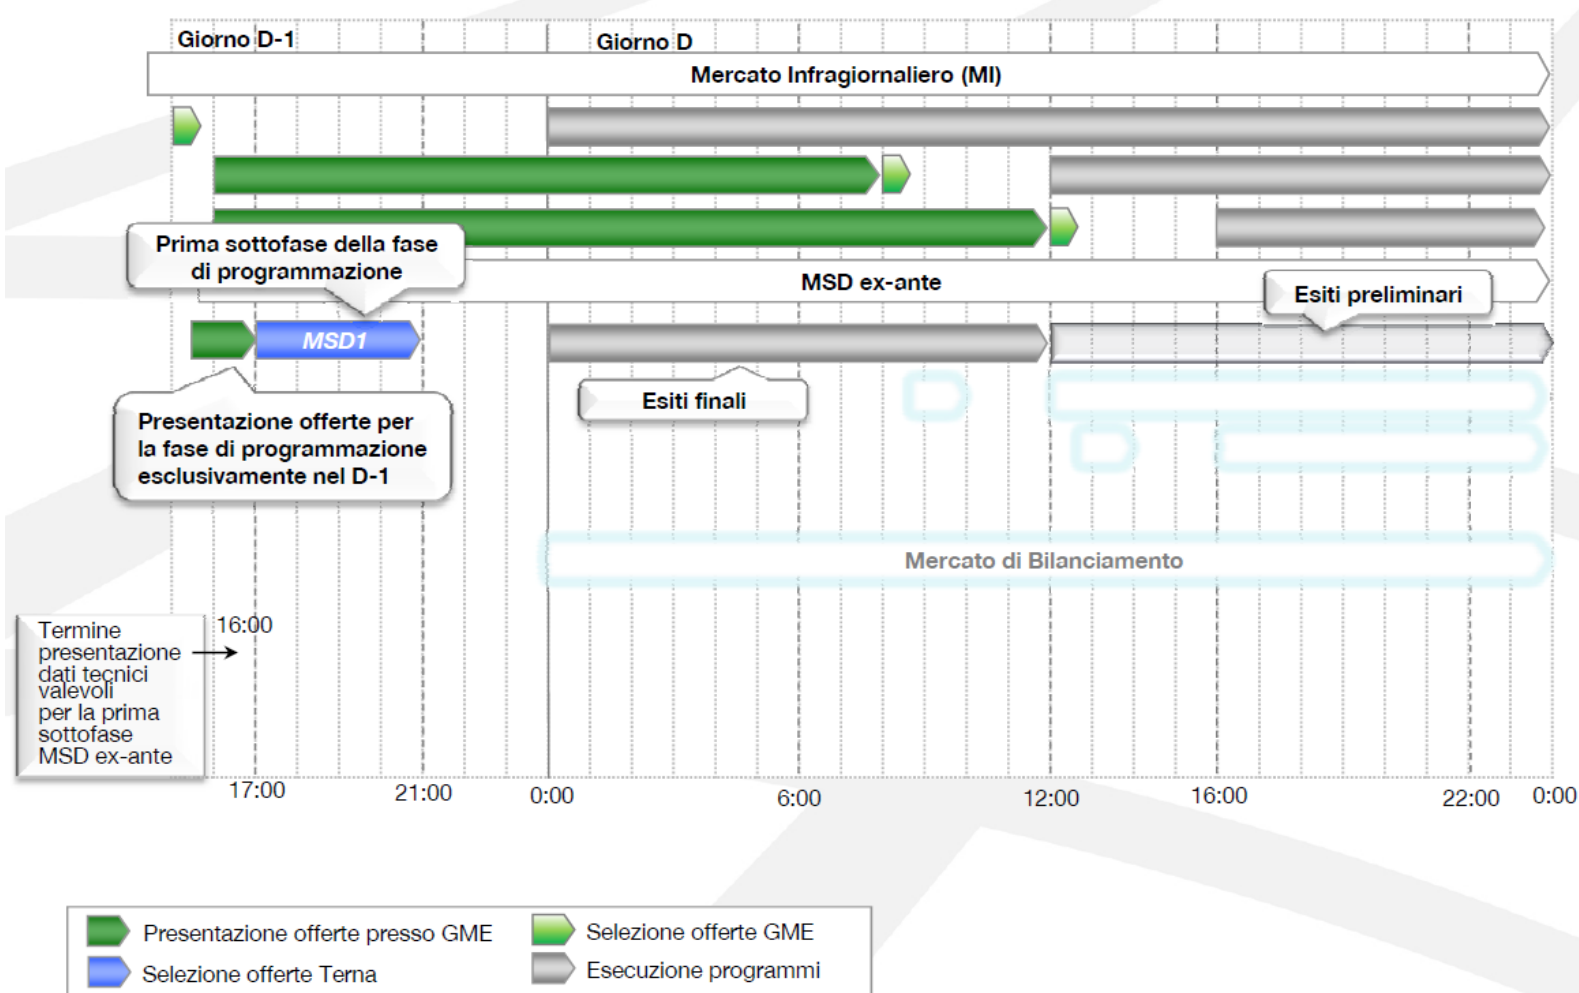 Giorno D-1
Giorno D
Mercato Infragiornaliero (MI)
Prima sottofase della fase
di programmazione
MSD ex-ante
Esiti preliminari
MSD1
Esiti finali
Presentazione offerte per
la fase di programmazione
esclusivamente nel D-1
Mercato di Bilanciamento
16:00
Termine
presentazione
dati tecnici
valevoli
per la prima
sottofase
MSD ex-ante
17:00
21:00
0:00
6:00
12:00
16:00
22:00
0:00
Presentazione offerte presso GME
Selezione offerte GME
Selezione offerte Terna
Esecuzione programmi